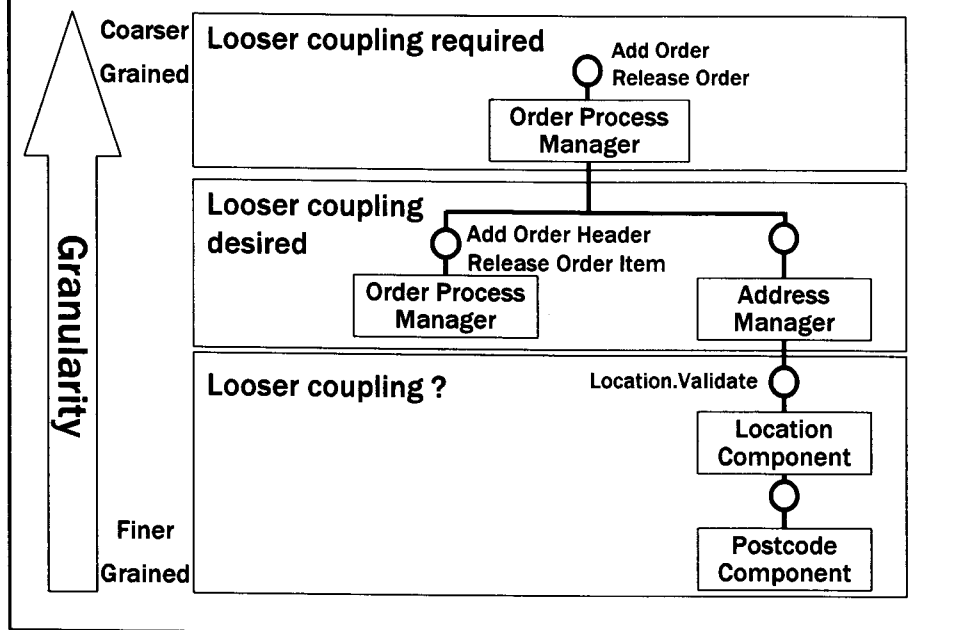 Coarser
Grained
Looser coupling required
Add Order
Release Order
Order Process
Manager
Looser coupling
desired
Add Order Header
Release Order Item
Order Process
Manager
Address
Manager
Granularity
Looser coupling ?
Location.Validate
Location
Component
Finer
Grained
Postcode
Component